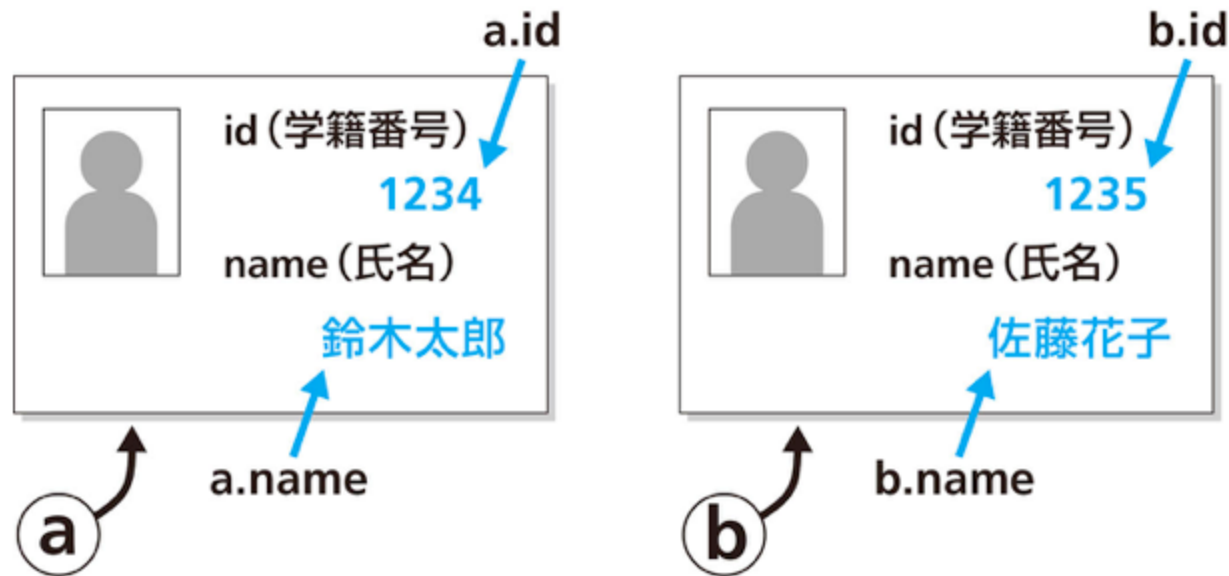 a.id
id（学籍番号）
1234
name（氏名）
鈴木太郎
a.name
a
b.id
id（学籍番号）
1235
name（氏名）
佐藤花子
b.name
b